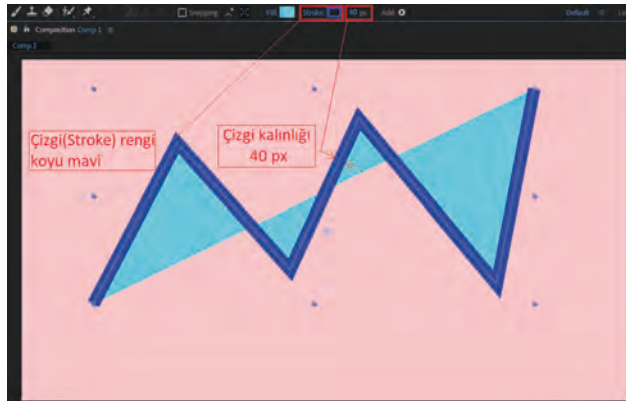 Snapping Fill Stroke: 40 px Add: Default
Composition Comp 1
Comp 1
Çizgi(Stroke) rengi
koyu mavi
Çizgi kalınlığı
40 px